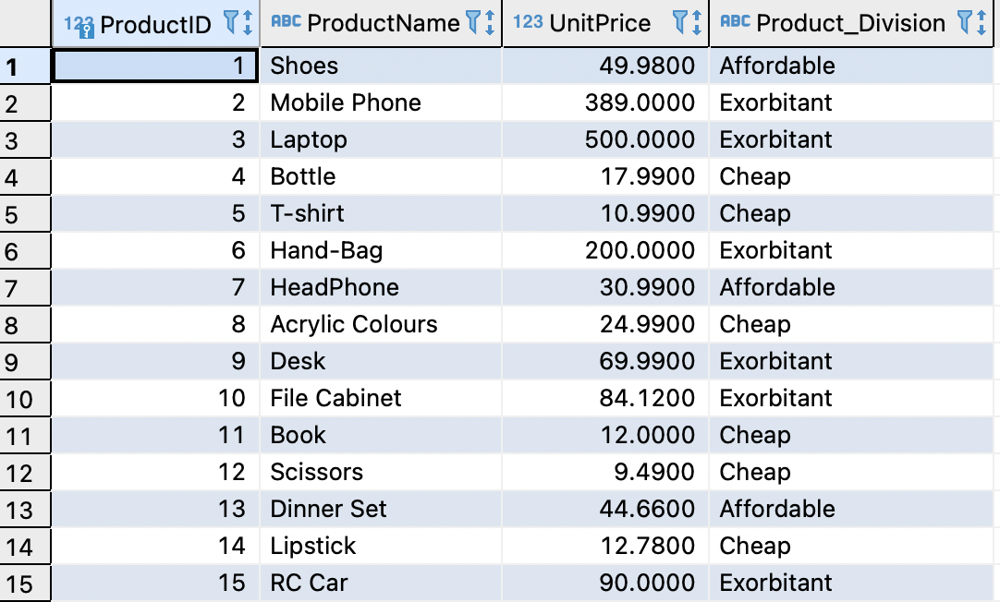 123 ProductID ABC ProductName 123 UnitPrice ABC Product_Division
1 1 Shoes 49.9800 Affordable
2 2 Mobile Phone 389.0000 Exorbitant
3 3 Laptop 500.0000 Exorbitant
4 4 Bottle 17.9900 Cheap
5 5 T-shirt 10.9900 Cheap
6 6 Hand-Bag 200.0000 Exorbitant
7 7 HeadPhone 30.9900 Affordable
8 8 Acrylic Colours 24.9900 Cheap
9 9 Desk 69.9900 Exorbitant
10 10 File Cabinet 84.1200 Exorbitant
11 11 Book 12.0000 Cheap
12 12 Scissors 9.4900 Cheap
13 13 Dinner Set 44.6600 Affordable
14 14 Lipstick 12.7800 Cheap
15 15 RC Car 90.0000 Exorbitant